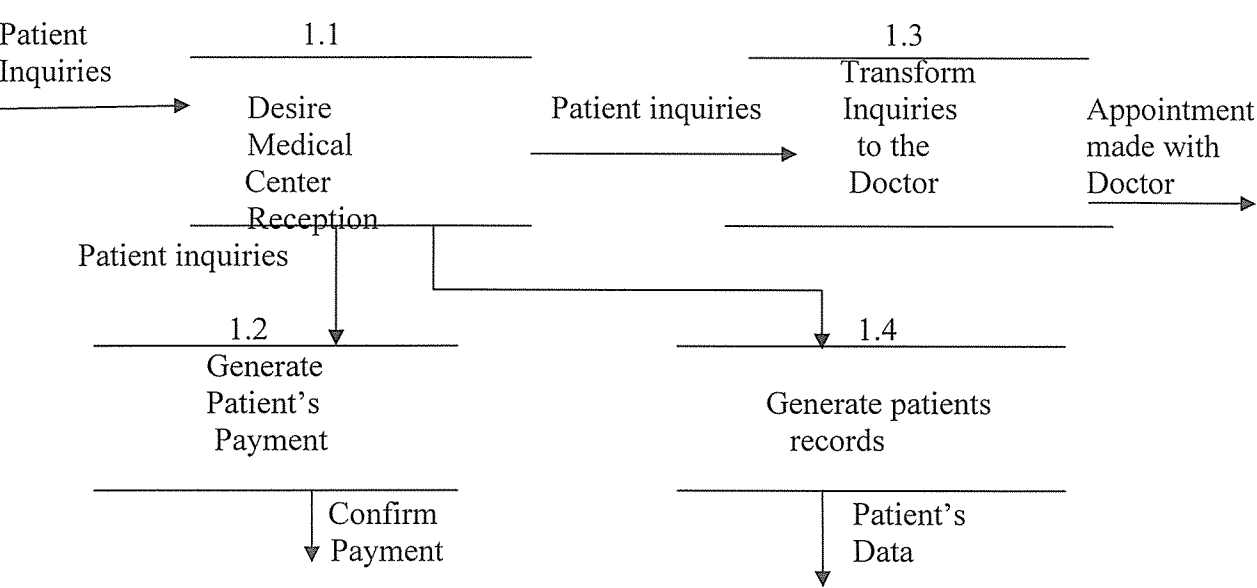 Patient
Inquiries
1.1
Desire
Medical
Center
Reception
Patient inquiries
1.3
Transform
Inquiries
to the
Doctor
Appointment
made with
Doctor
Patient inquiries
1.2
Generate
Patient’s
Payment
Confirm
Payment
1.4
Generate patients
records
Patient’s
Data